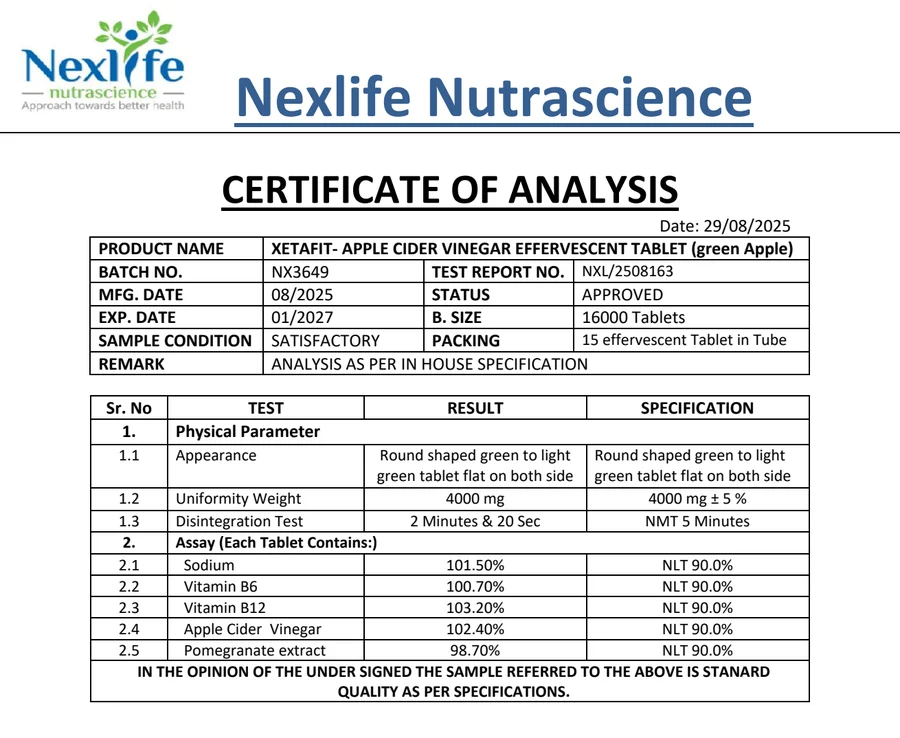 Nexlife
nutrascience
Approach towards better health
Nexlife Nutrascience
CERTIFICATE OF ANALYSIS
Date: 29/08/2025
PRODUCT NAME XETAFIT- APPLE CIDER VINEGAR EFFERVESCENT TABLET (green Apple)
BATCH NO. NX3649 TEST REPORT NO. NXL/2508163
MFG. DATE 08/2025 STATUS APPROVED
EXP. DATE 01/2027 B. SIZE 16000 Tablets
SAMPLE CONDITION SATISFACTORY PACKING 15 effervescent Tablet in Tube
REMARK ANALYSIS AS PER IN HOUSE SPECIFICATION
Sr. No TEST RESULT SPECIFICATION
1. Physical Parameter
1.1 Appearance Round shaped green to light Round shaped green to light
green tablet flat on both side green tablet flat on both side
1.2 Uniformity Weight 4000 mg 4000 mg ± 5 %
1.3 Disintegration Test 2 Minutes & 20 Sec NMT 5 Minutes
2. Assay (Each Tablet Contains:)
2.1 Sodium 101.50% NLT 90.0%
2.2 Vitamin B6 100.70% NLT 90.0%
2.3 Vitamin B12 103.20% NLT 90.0%
2.4 Apple Cider Vinegar 102.40% NLT 90.0%
2.5 Pomegranate extract 98.70% NLT 90.0%
IN THE OPINION OF THE UNDER SIGNED THE SAMPLE REFERRED TO THE ABOVE IS STANARD
QUALITY AS PER SPECIFICATIONS.